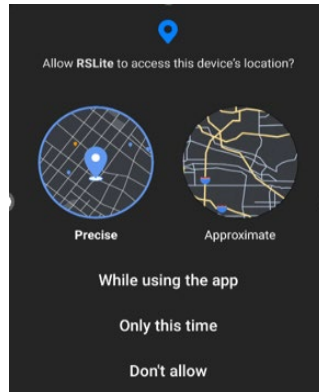 Allow RSLite to access this device's location?
Precise
Approximate
While using the app
Only this time
Don't allow